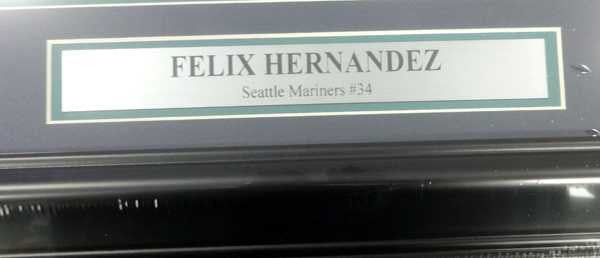 FELIX HERNANDEZ
Seattle Mariners #34